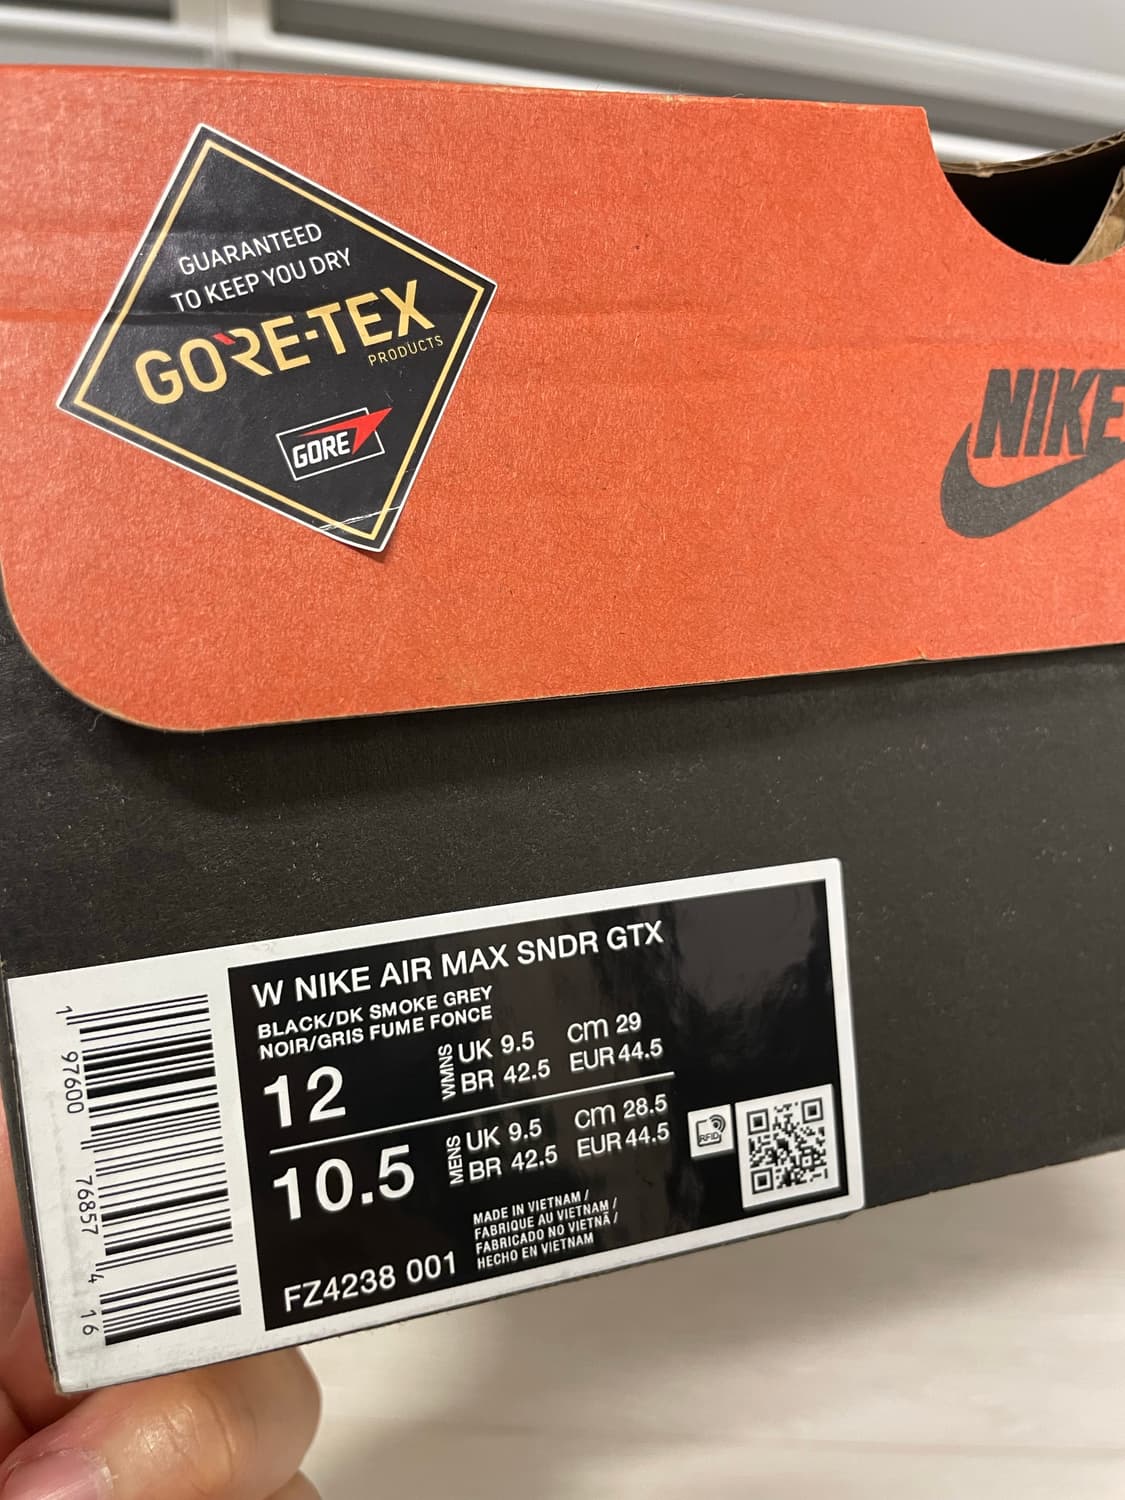 GUARANTEED
TO KEEP YOU DRY
GORE-TEX
PRODUCTS
GORE
NIKE
W NIKE AIR MAX SNDR GTX
BLACK/DK SMOKE GREY
NOIR/GRIS FUME FONCE
12 WMNS UK 9.5 cm 29
BR 42.5 EUR 44.5
10.5 MENS UK 9.5 cm 28.5
BR 42.5 EUR 44.5
RFID
MADE IN VIETNAM /
FABRIQUE AU VIETNAM /
FABRICADO NO VIETNÃ /
HECHO EN VIETNAM
FZ4238 001
1 97600 76857 4 16